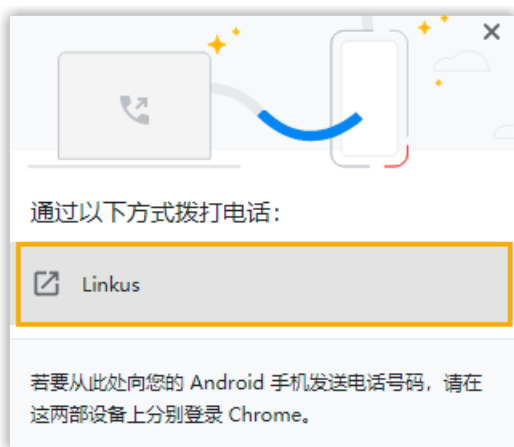 通过以下方式拨打电话：
Linkus
若要从此处向您的 Android 手机发送电话号码，请在
这两部设备上分别登录 Chrome。